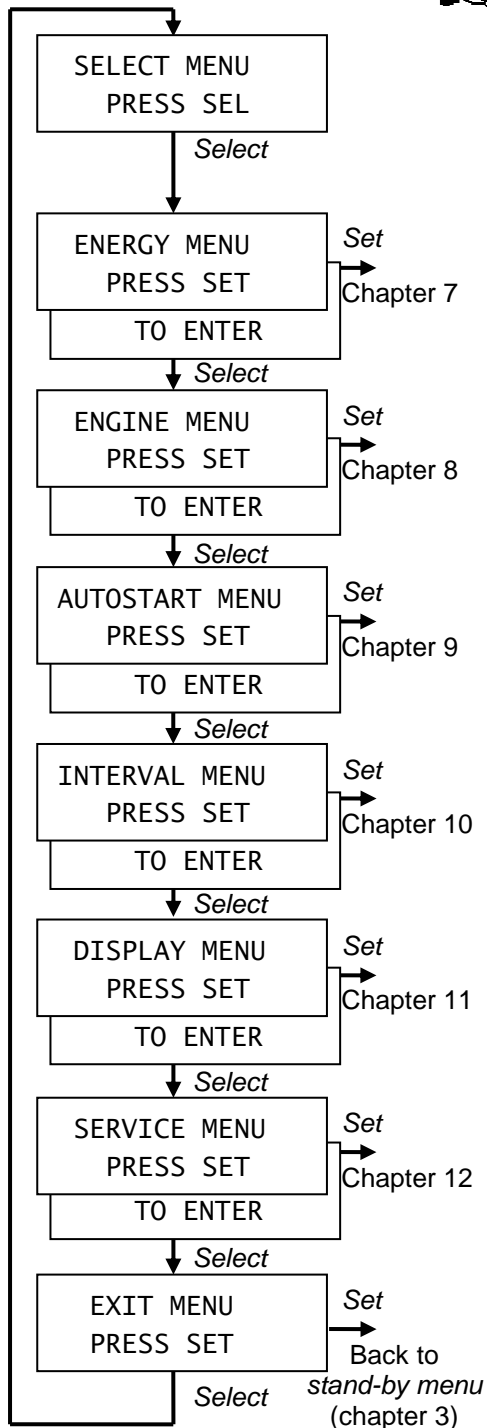 SELECT MENU
PRESS SEL
Select
ENERGY MENU
PRESS SET
TO ENTER
Set
Chapter 7
Select
ENGINE MENU
PRESS SET
TO ENTER
Set
Chapter 8
Select
AUTOSTART MENU
PRESS SET
TO ENTER
Set
Chapter 9
Select
INTERVAL MENU
PRESS SET
TO ENTER
Set
Chapter 10
Select
DISPLAY MENU
PRESS SET
TO ENTER
Set
Chapter 11
Select
SERVICE MENU
PRESS SET
TO ENTER
Set
Chapter 12
Select
EXIT MENU
PRESS SET
Set
Back to
stand-by menu
(chapter 3)
Select